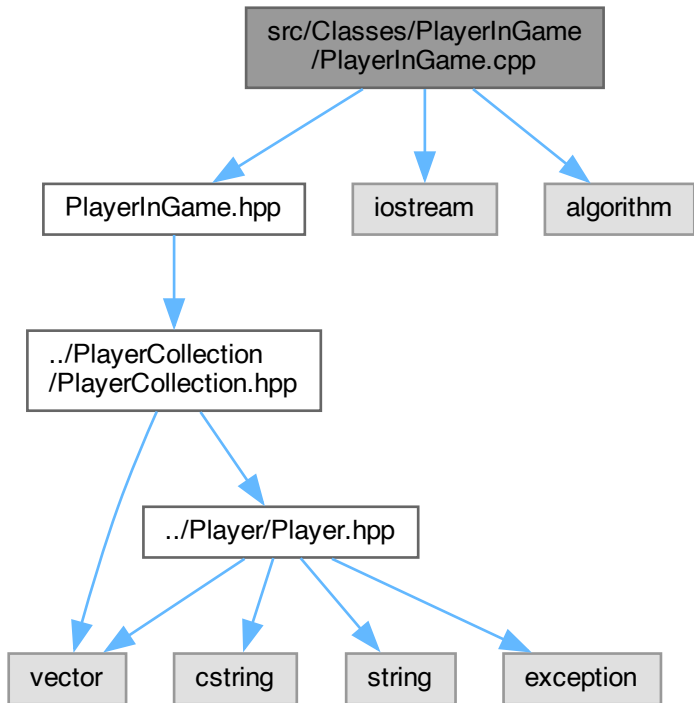 src/Classes/PlayerInGame
/PlayerInGame.cpp
PlayerInGame.hpp
iostream
algorithm
../PlayerCollection
/PlayerCollection.hpp
../Player/Player.hpp
vector
cstring
string
exception